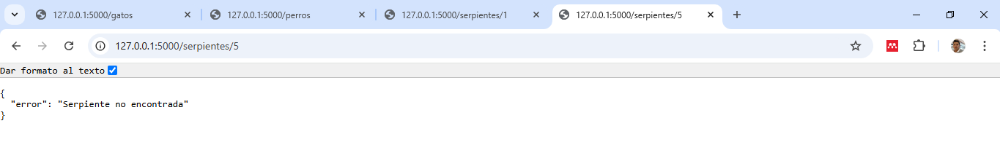 127.0.0.1:5000/gatos
127.0.0.1:5000/perros
127.0.0.1:5000/serpientes/1
127.0.0.1:5000/serpientes/5
127.0.0.1:5000/serpientes/5
Dar formato al texto
{
"error": "Serpiente no encontrada"
}